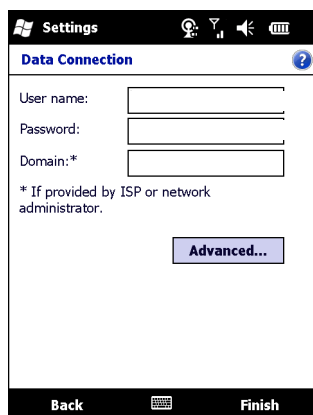 Settings
Data Connection
User name:
Password:
Domain:*
* If provided by ISP or network
administrator.
Advanced...
Back
Finish